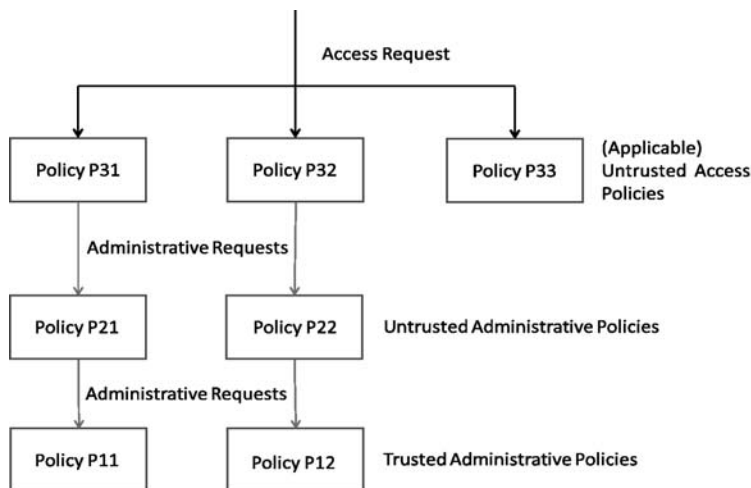 Access Request
Policy P31
Policy P32
Policy P33
(Applicable)
Untrusted Access
Policies
Administrative Requests
Policy P21
Policy P22
Untrusted Administrative Policies
Administrative Requests
Policy P11
Policy P12
Trusted Administrative Policies